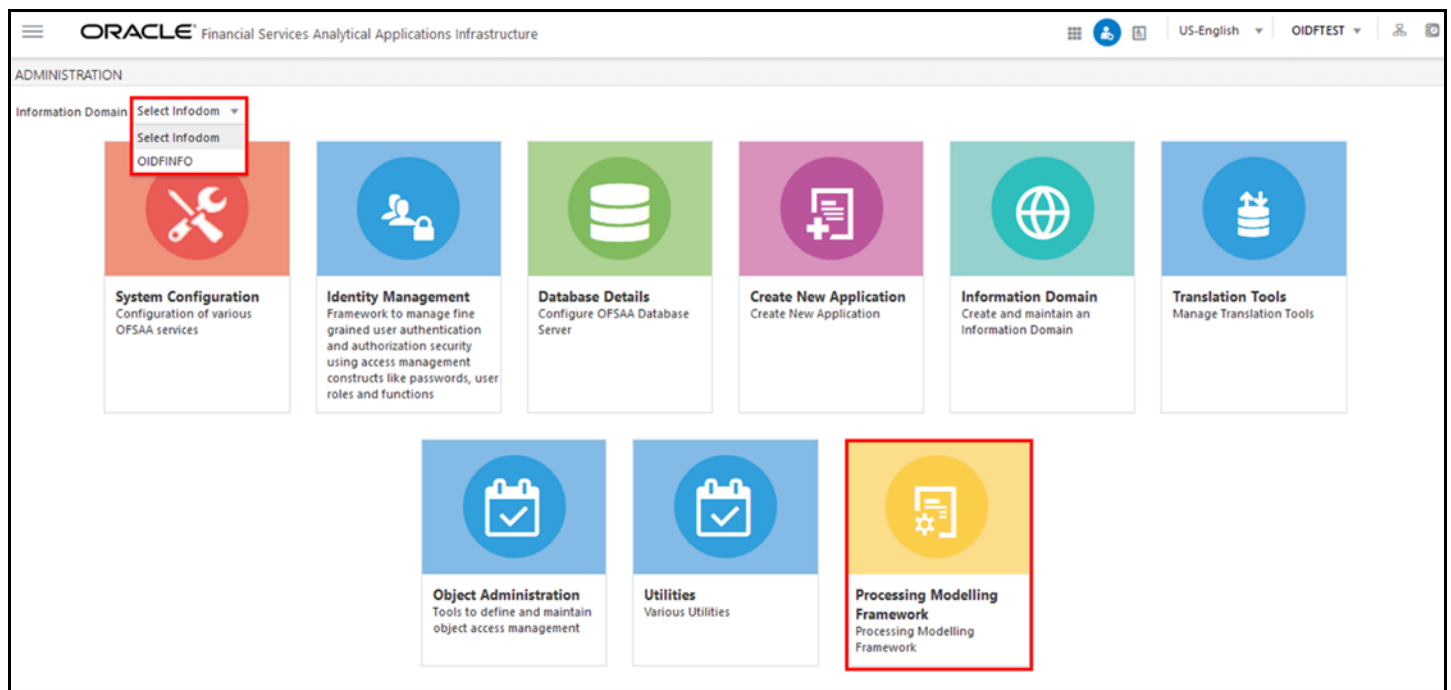 ORACLE Financial Services Analytical Applications Infrastructure
US-English
OIDFTEST
ADMINISTRATION
Information Domain
Select Infodom
Select Infodom
OIDFINFO
System Configuration
Configuration of various
OFSAA services
Identity Management
Framework to manage fine
grained user authentication
and authorization security
using access management
constructs like passwords, user
roles and functions
Database Details
Configure OFSAA Database
Server
Create New Application
Create New Application
Information Domain
Create and maintain an
Information Domain
Translation Tools
Manage Translation Tools
Object Administration
Tools to define and maintain
object access management
Utilities
Various Utilities
Processing Modelling
Framework
Processing Modelling
Framework